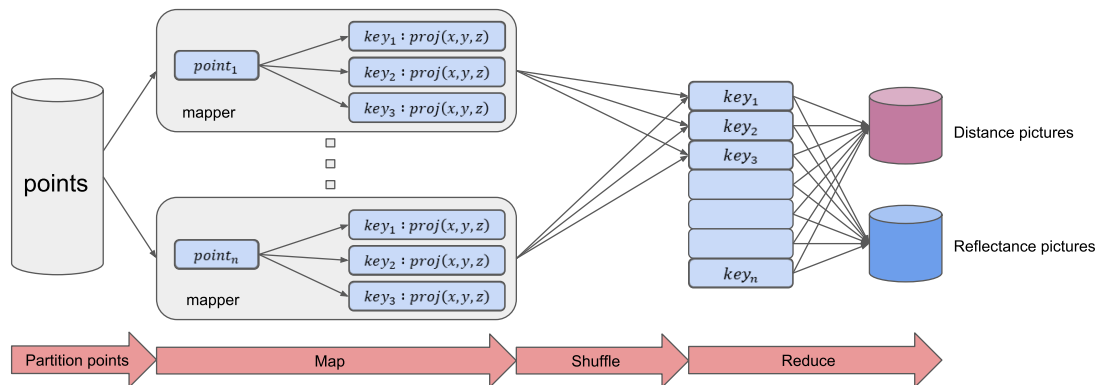 points
point₁
key₁ : proj(x,y,z)
key₂ : proj(x,y,z)
key₃ : proj(x,y,z)
mapper
pointₙ
key₁ : proj(x,y,z)
key₂ : proj(x,y,z)
key₃ : proj(x,y,z)
mapper
key₁
key₂
key₃
keyₙ
Distance pictures
Reflectance pictures
Partition points
Map
Shuffle
Reduce